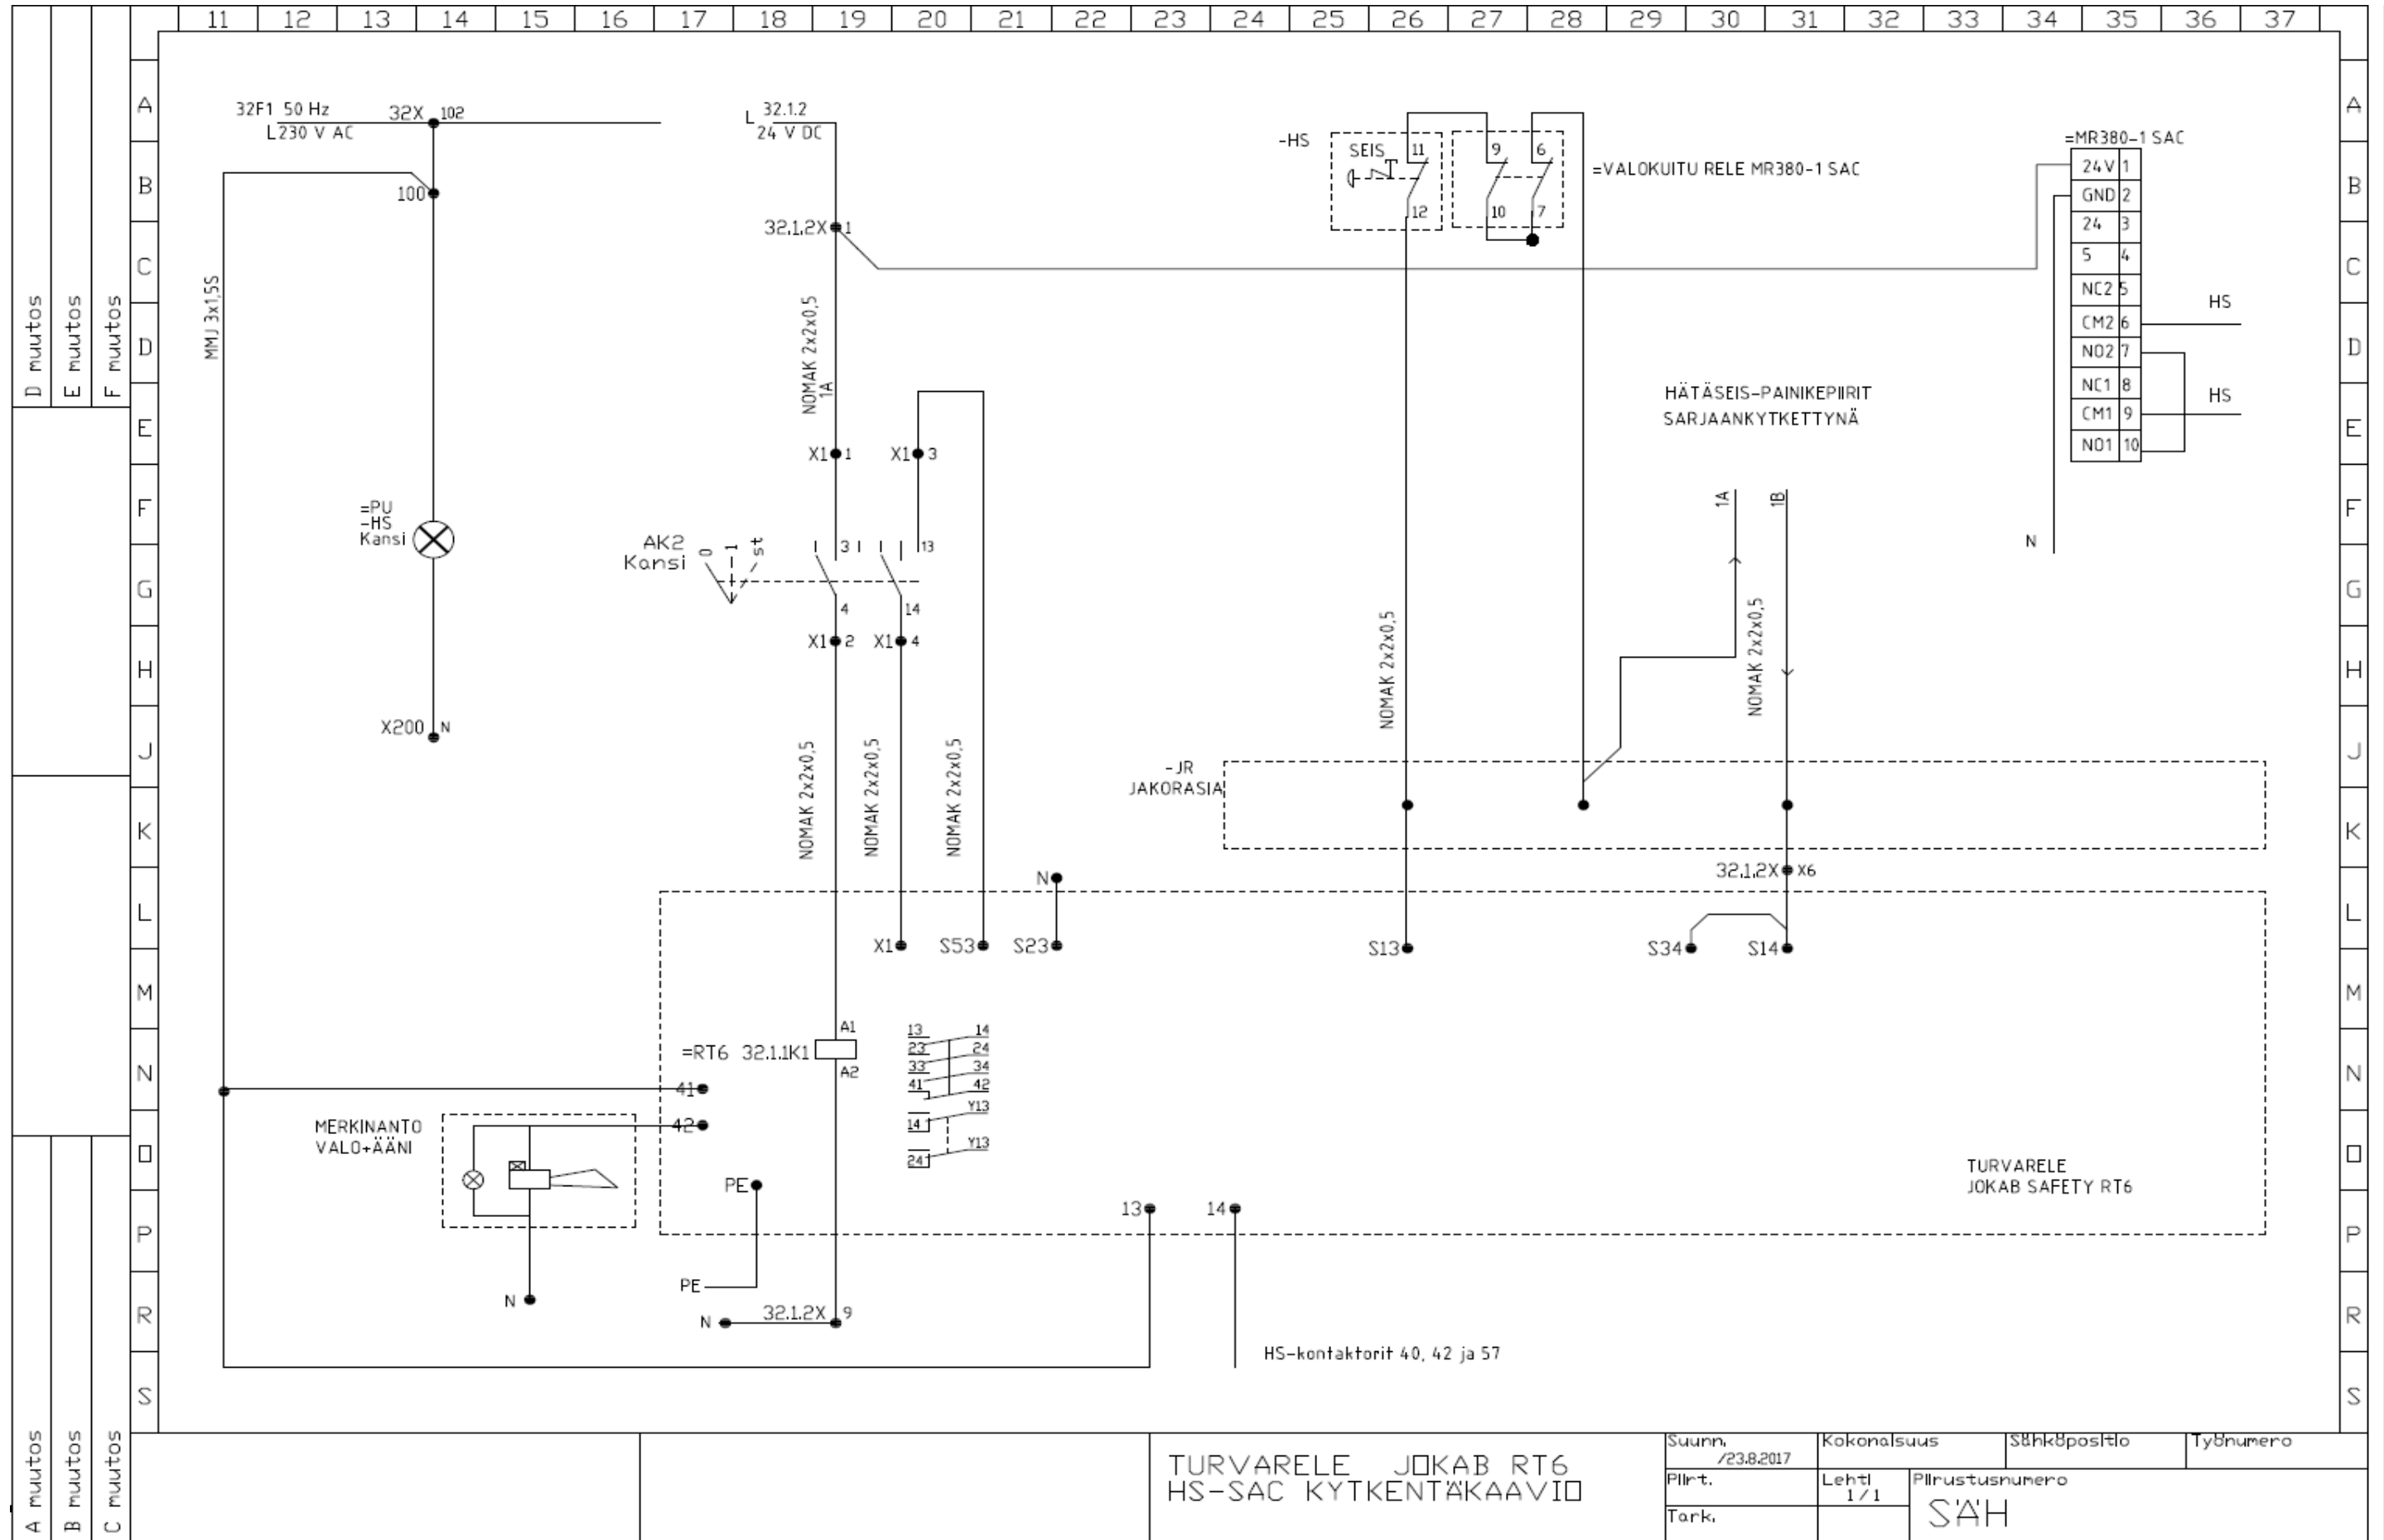 11 12 13 14 15 16 17 18 19 20 21 22 23 24 25 26 27 28 29 30 31 32 33 34 35 36 37
A
B
C
D
E
F
G
H
J
K
L
M
N
O
P
R
S
A
B
C
D
E
F
G
H
J
K
L
M
N
O
P
R
S
D muutos
E muutos
F muutos
A muutos
B muutos
C muutos
32F1 50 Hz
L230 V AC
32X 102
100
MMJ 3x1,5S
=PU
-HS
Kansi
X200 N
L 32.1.2
24 V DC
32.1.2X 1
NOMAK 2x2x0,5
1A
X1 1
X1 3
AK2
Kansi
0
1
st
3
13
4
14
X1 2
X1 4
NOMAK 2x2x0,5
NOMAK 2x2x0,5
NOMAK 2x2x0,5
-HS
SEIS
11
12
9
10
6
7
=VALOKUITU RELE MR380-1 SAC
=MR380-1 SAC
24V 1
GND 2
24 3
5 4
NC2 5
CM2 6
NO2 7
NC1 8
CM1 9
NO1 10
HS
HS
N
HÄTÄSEIS-PAINIKEPIIRIT
SARJAANKYTKETTYNÄ
1A
1B
NOMAK 2x2x0,5
NOMAK 2x2x0,5
-JR
JAKORASIA
32.1.2X X6
N
X1
S53
S23
S13
S34
S14
A1
=RT6 32.1.1K1
A2
13 14
23 24
33 34
41 42
Y13
14
Y13
24
41
42
MERKINANTO
VALO+ÄÄNI
N
PE
PE
N
32.1.2X 9
13
14
TURVARELE
JOKAB SAFETY RT6
HS-kontaktorit 40, 42 ja 57
TURVARELE JOKAB RT6
HS-SAC KYTKENTÄKAAVIO
Suunn.
/23.8.2017
Piirt.
Tark.
Kokonaisuus
Sähköpositio
Työnumero
Lehti
1/1
Piirustusnumero
SÄH